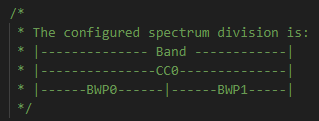 /*
 * The configured spectrum division is:
 * |-------------- Band ------------|
 * |---------------CC0--------------|
 * |------BWP0------|------BWP1-----|
 */